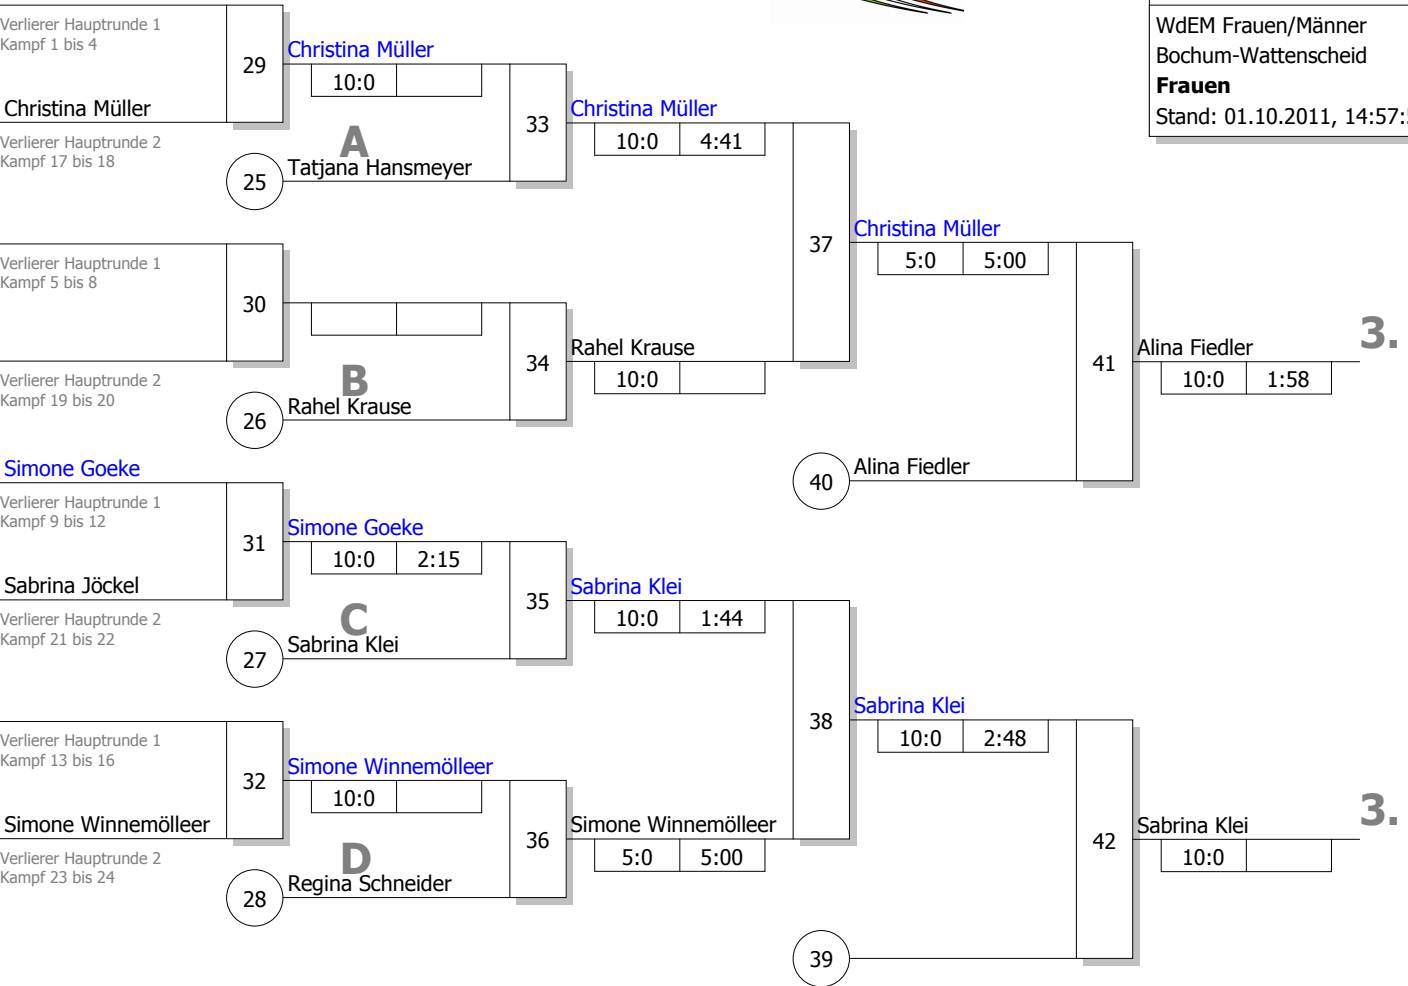 WdEM Frauen/Männer
Bochum-Wattenscheid
Frauen
Stand: 01.10.2011, 14:57:5
Verlierer Hauptrunde 1
Kampf 1 bis 4
29
Christina Müller
10:0
Christina Müller
Verlierer Hauptrunde 2
Kampf 17 bis 18
A
25
Tatjana Hansmeyer
33
Christina Müller
10:0 4:41
Verlierer Hauptrunde 1
Kampf 5 bis 8
30
Verlierer Hauptrunde 2
Kampf 19 bis 20
B
26
Rahel Krause
34
Rahel Krause
10:0
37
Christina Müller
5:0 5:00
41
Alina Fiedler
10:0 1:58
3.
40
Alina Fiedler
Simone Goeke
Verlierer Hauptrunde 1
Kampf 9 bis 12
31
Simone Goeke
10:0 2:15
Sabrina Jöckel
Verlierer Hauptrunde 2
Kampf 21 bis 22
C
27
Sabrina Klei
35
Sabrina Klei
10:0 1:44
Verlierer Hauptrunde 1
Kampf 13 bis 16
32
Simone Winnemölleer
10:0
Simone Winnemölleer
Verlierer Hauptrunde 2
Kampf 23 bis 24
D
28
Regina Schneider
36
Simone Winnemölleer
5:0 5:00
38
Sabrina Klei
10:0 2:48
42
Sabrina Klei
10:0
3.
39